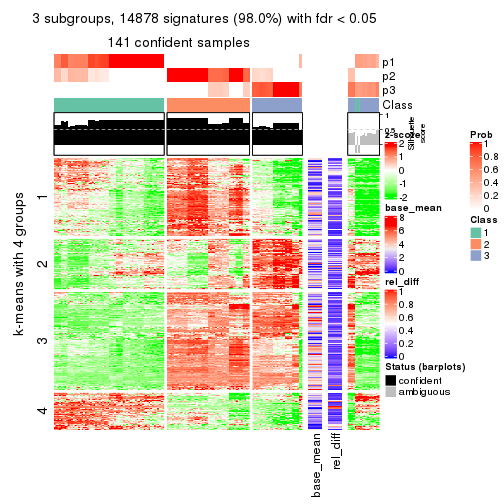 3 subgroups, 14878 signatures (98.0%) with fdr < 0.05
141 confident samples
p1
p2
p3
Class
1
0.5
0
Silhouette
score
k-means with 4 groups
1
2
3
4
base_mean
rel_diff
z-score
2
1
0
-1
-2
base_mean
8
6
4
2
0
rel_diff
1
0.8
0.6
0.4
0.2
0
Status (barplots)
confident
ambiguous
Prob
1
0.8
0.6
0.4
0.2
0
Class
1
2
3